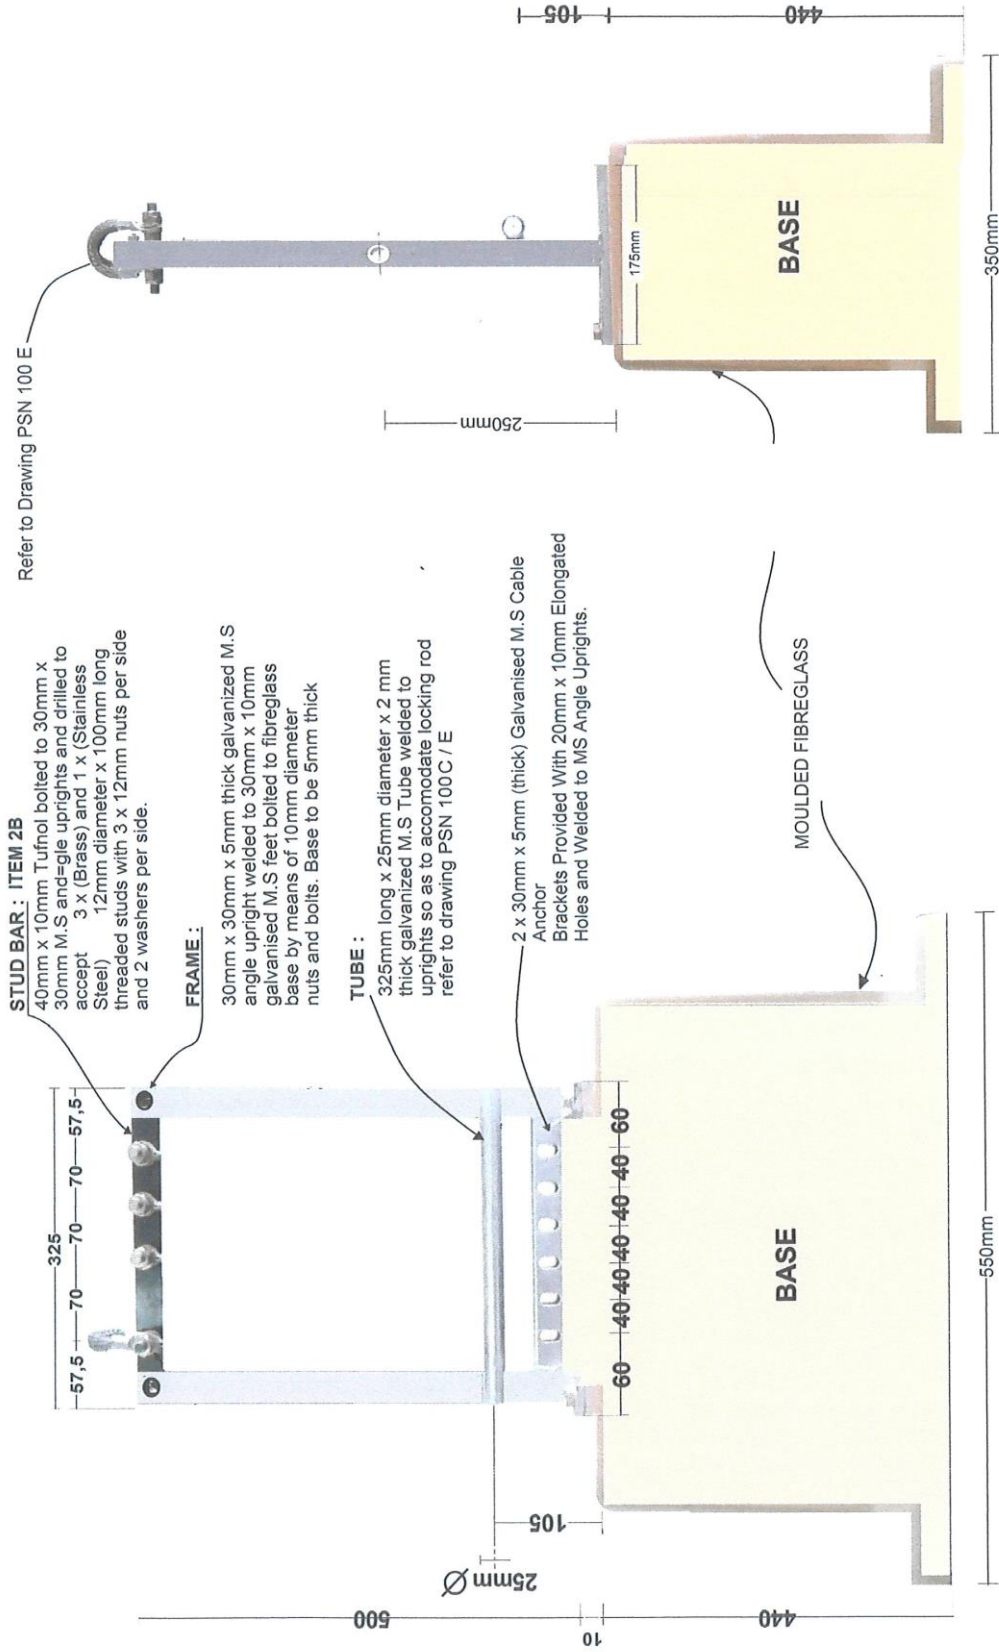 STUD BAR : ITEM 2B
40mm x 10mm Tufnol bolted to 30mm x
30mm M.S and=gle uprights and drilled to
accept 3 x (Brass) and 1 x (Stainless
Steel) 12mm diameter x 100mm long
threaded studs with 3 x 12mm nuts per side
and 2 washers per side.
FRAME :
30mm x 30mm x 5mm thick galvanized M.S
angle upright welded to 30mm x 10mm
galvanised M.S feet bolted to fibreglass
base by means of 10mm diameter
nuts and bolts. Base to be 5mm thick
TUBE :
325mm long x 25mm diameter x 2 mm
thick galvanized M.S Tube welded to
uprights so as to accomodate locking rod
refer to drawing PSN 100C / E
2 x 30mm x 5mm (thick) Galvanised M.S Cable
Anchor
Brackets Provided With 20mm x 10mm Elongated
Holes and Welded to MS Angle Uprights.
MOULDED FIBREGLASS
Refer to Drawing PSN 100 E
325
57,5 70 70 70 57,5
60 40 40 40 40 40 60
BASE
550mm
500
10
440
105
25mm Ø
250mm
175mm
BASE
350mm
105
440